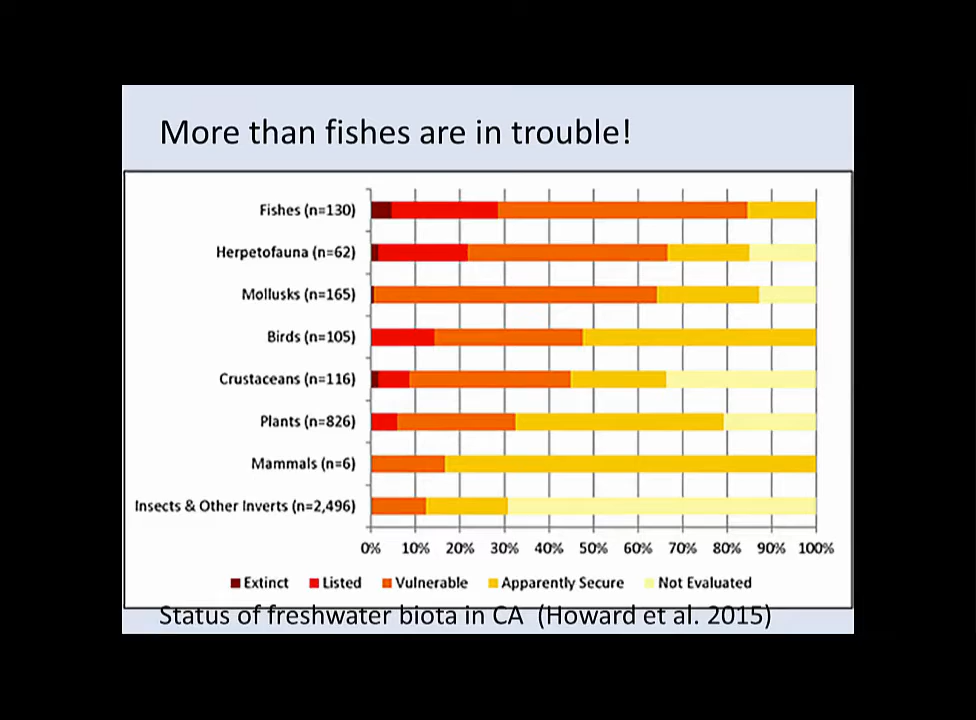 More than fishes are in trouble!
Fishes (n=130)
Herpetofauna (n=62)
Mollusks (n=165)
Birds (n=105)
Crustaceans (n=116)
Plants (n=826)
Mammals (n=6)
Insects & Other Inverts (n=2,496)
0% 10% 20% 30% 40% 50% 60% 70% 80% 90% 100%
Extinct Listed Vulnerable Apparently Secure Not Evaluated
Status of freshwater biota in CA (Howard et al. 2015)